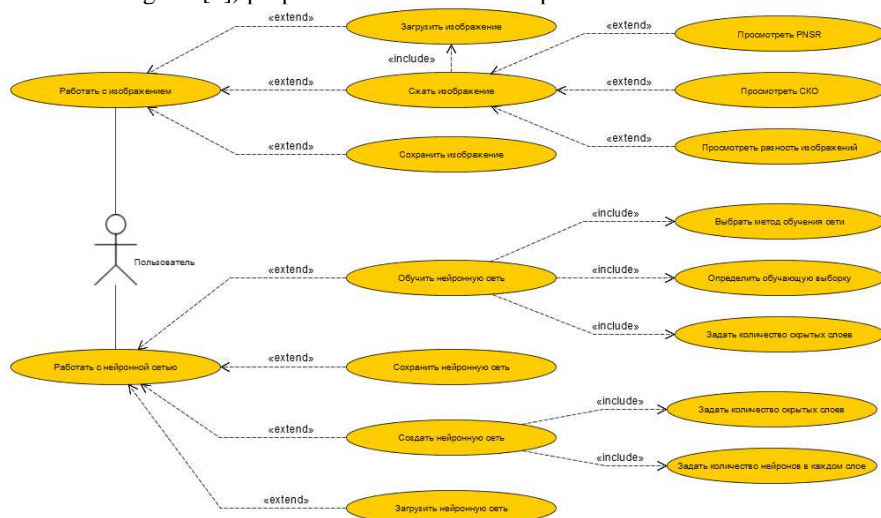 «extend»
Загрузить изображение
«extend»
Просмотреть PNSR
«include»
Работать с изображением
«extend»
Сжать изображение
«extend»
Просмотреть СКО
«extend»
«extend»
Просмотреть разность изображений
Сохранить изображение
«include»
Выбрать метод обучения сети
Пользователь
«extend»
Обучить нейронную сеть
«include»
Определить обучающую выборку
«include»
Задать количество скрытых слоев
Работать с нейронной сетью
«extend»
Сохранить нейронную сеть
«include»
Задать количество скрытых слоев
«extend»
Создать нейронную сеть
«include»
Задать количество нейронов в каждом слое
«extend»
Загрузить нейронную сеть